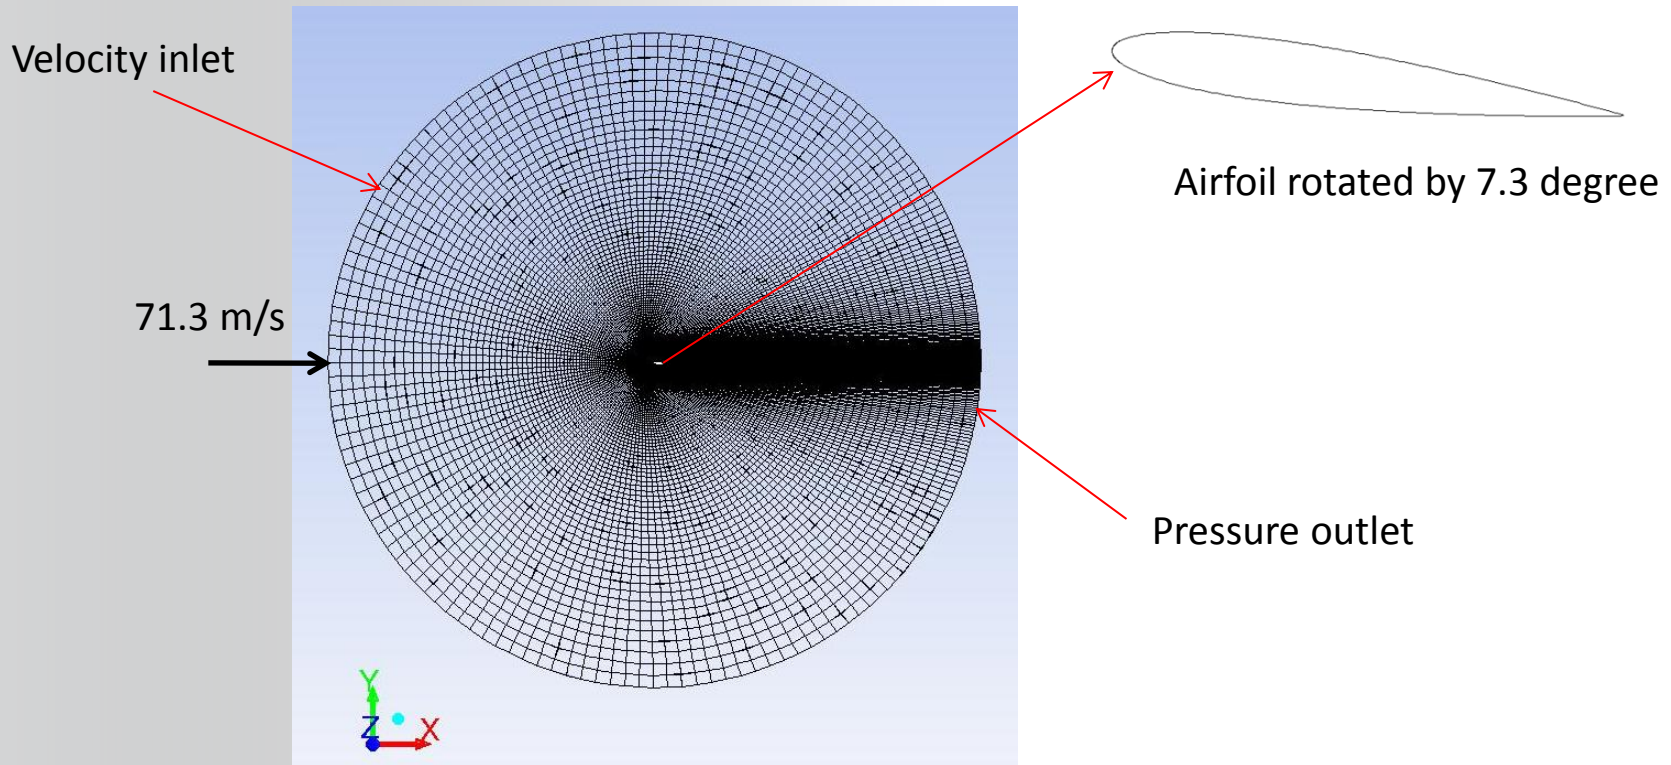 Velocity inlet
Airfoil rotated by 7.3 degree
71.3 m/s
Pressure outlet
Y
Z
X